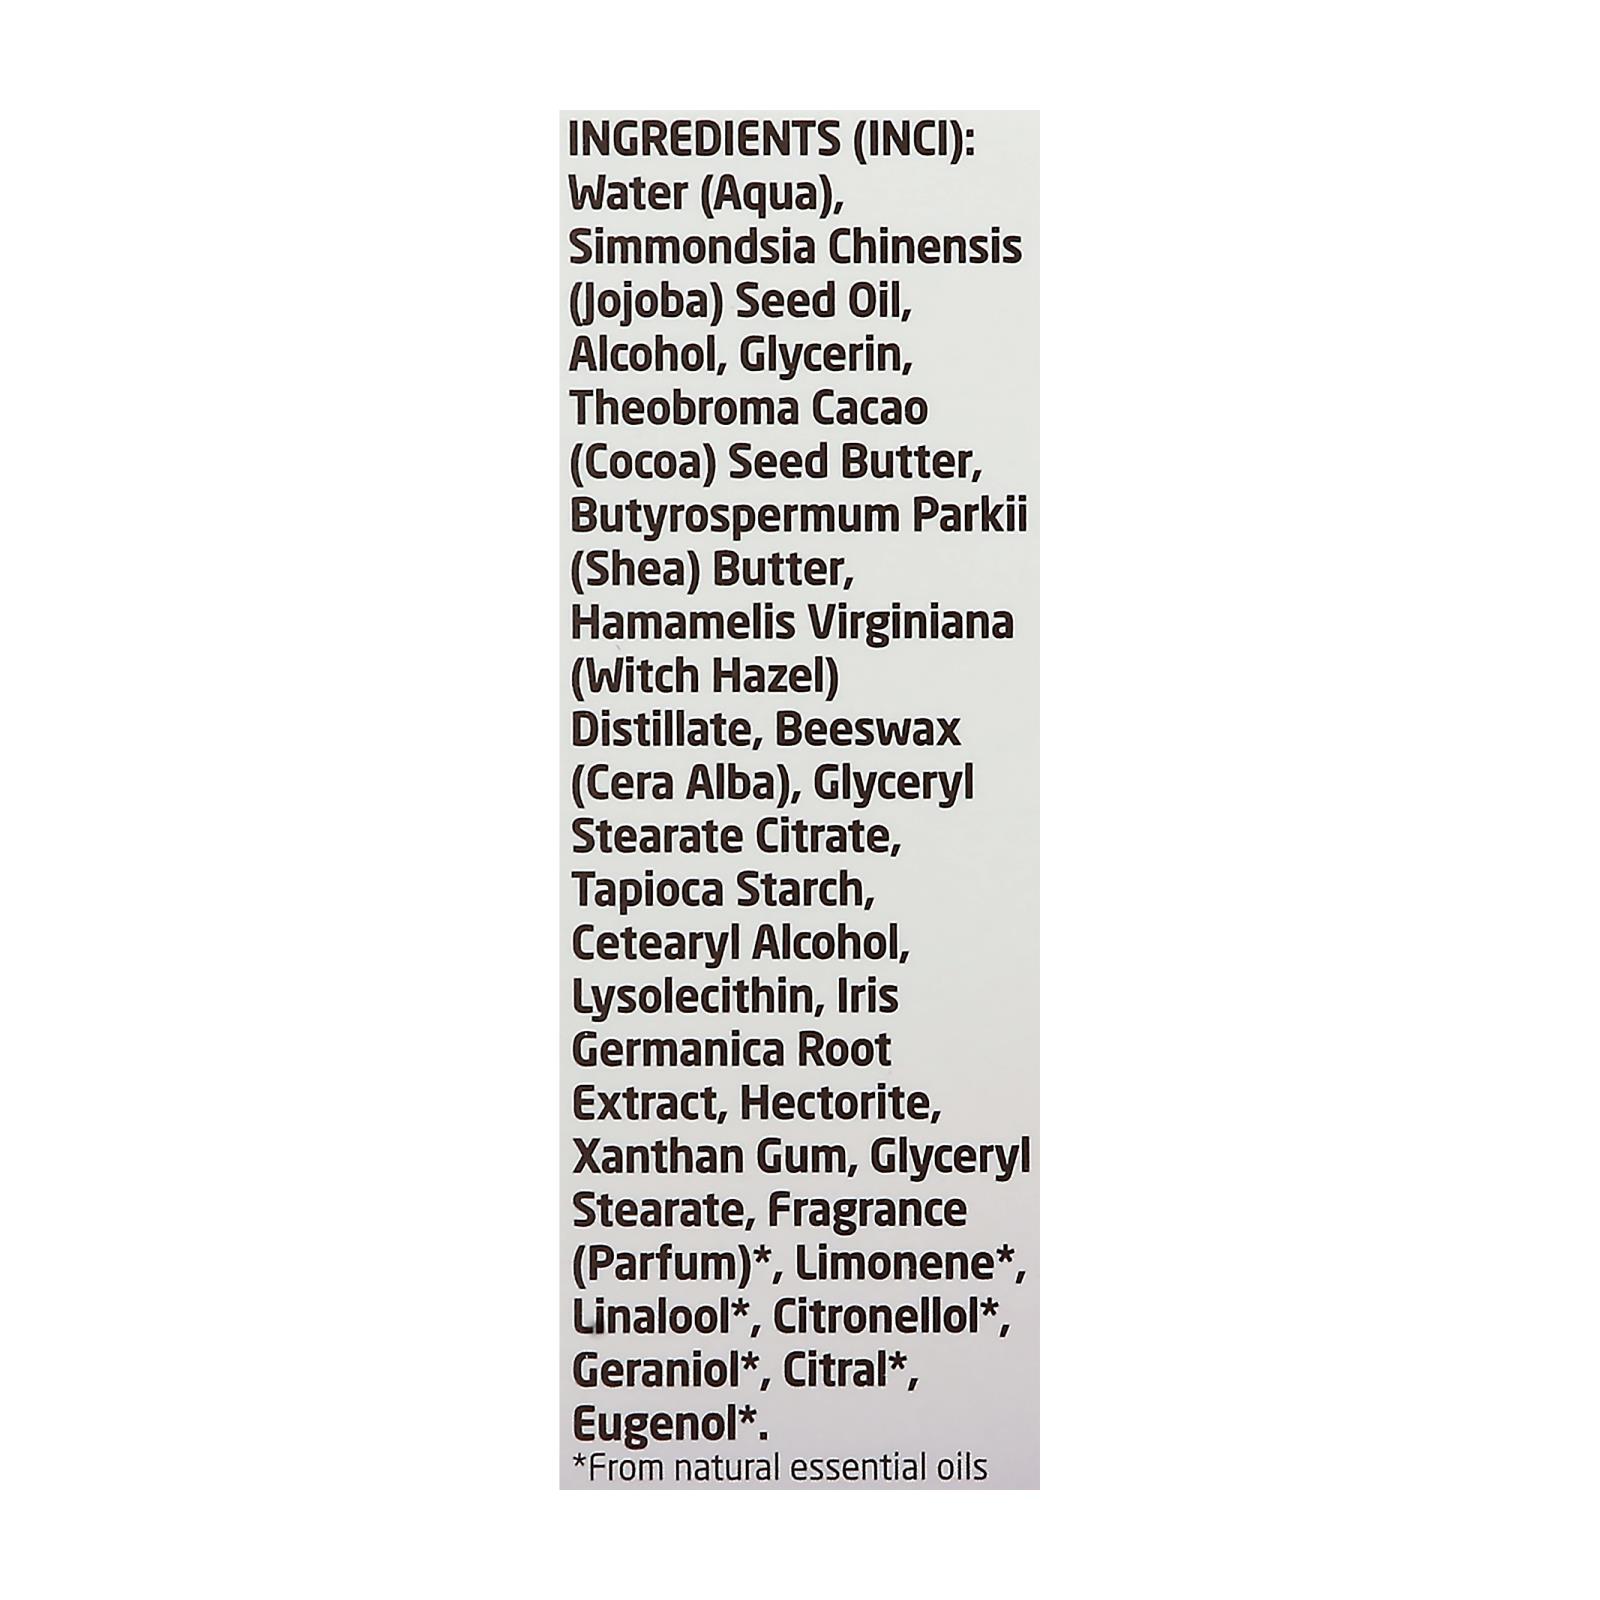 INGREDIENTS (INCI):
Water (Aqua),
Simmondsia Chinensis
(Jojoba) Seed Oil,
Alcohol, Glycerin,
Theobroma Cacao
(Cocoa) Seed Butter,
Butyrospermum Parkii
(Shea) Butter,
Hamamelis Virginiana
(Witch Hazel)
Distillate, Beeswax
(Cera Alba), Glyceryl
Stearate Citrate,
Tapioca Starch,
Cetearyl Alcohol,
Lysolecithin, Iris
Germanica Root
Extract, Hectorite,
Xanthan Gum, Glyceryl
Stearate, Fragrance
(Parfum)*, Limonene*,
Linalool*, Citronellol*,
Geraniol*, Citral*,
Eugenol*.
*From natural essential oils